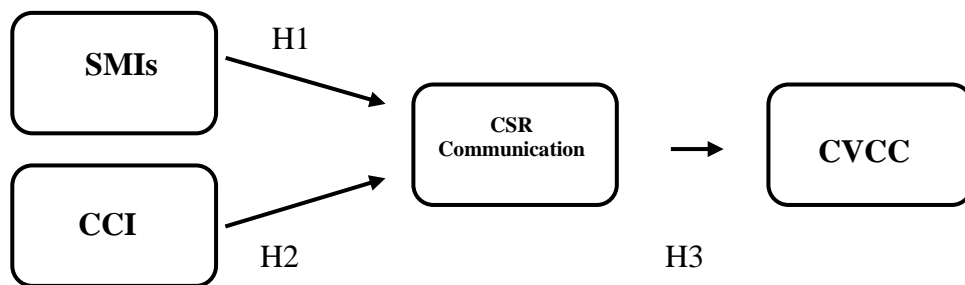 H1
SMIs
CSR
Communication
CVCC
CCI
H2
H3